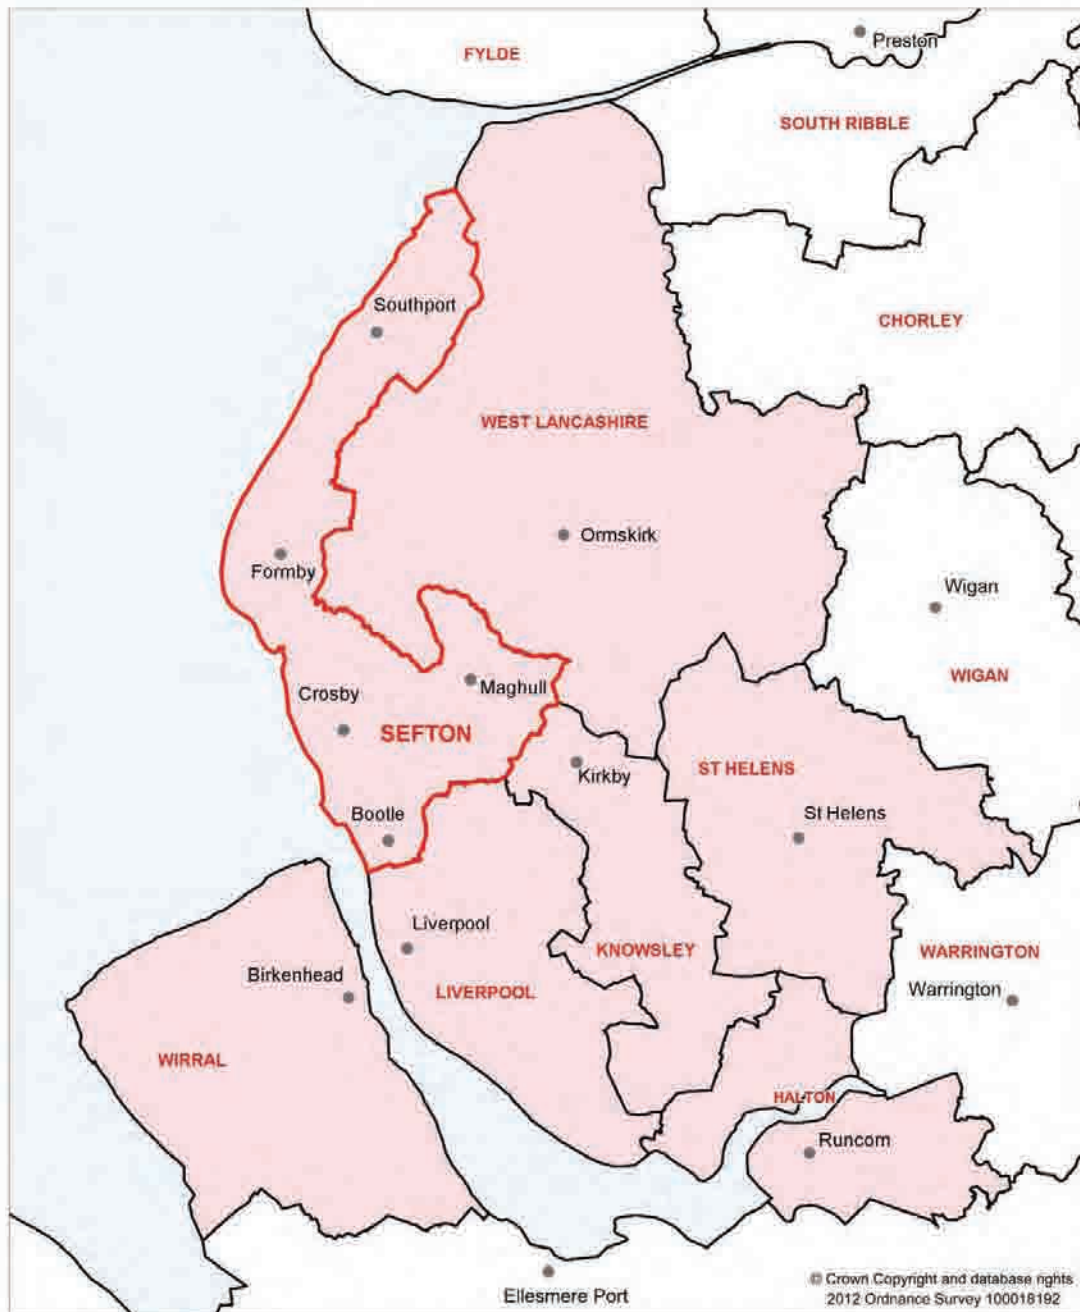 FYLDE
Preston
SOUTH RIBBLE
Southport
CHORLEY
WEST LANCASHIRE
Ormskirk
Formby
Wigan
WIGAN
Crosby
Maghull
SEFTON
Kirkby
ST HELENS
Bootle
St Helens
Liverpool
KNOWSLEY
WARRINGTON
Birkenhead
LIVERPOOL
Warrington
WIRRAL
HALTON
Runcorn
Ellesmere Port
© Crown Copyright and database rights
2012 Ordnance Survey 100018192